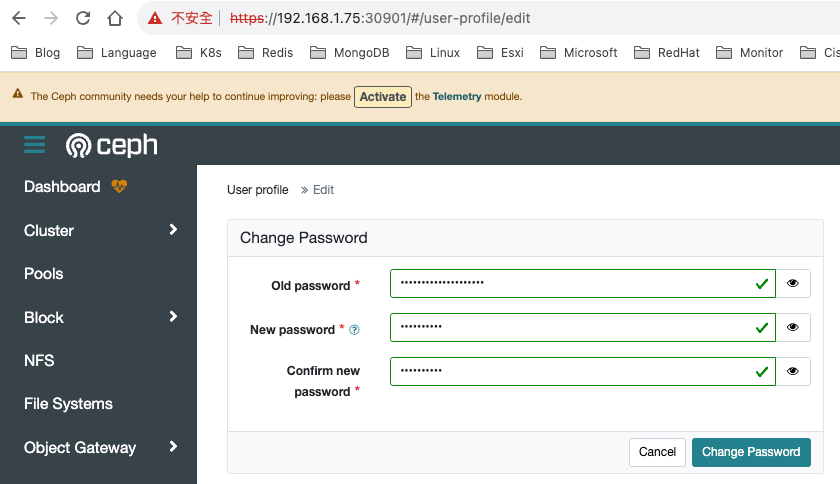 不安全 https://192.168.1.75:30901/#/user-profile/edit
Blog Language K8s Redis MongoDB Linux Esxi Microsoft RedHat Monitor Cis
The Ceph community needs your help to continue improving: please Activate the Telemetry module.
ceph
Dashboard
Cluster
Pools
Block
NFS
File Systems
Object Gateway
User profile » Edit
Change Password
Old password * ••••••••••••••••••••
New password * ? ••••••••••
Confirm new
password *
••••••••••
Cancel Change Password